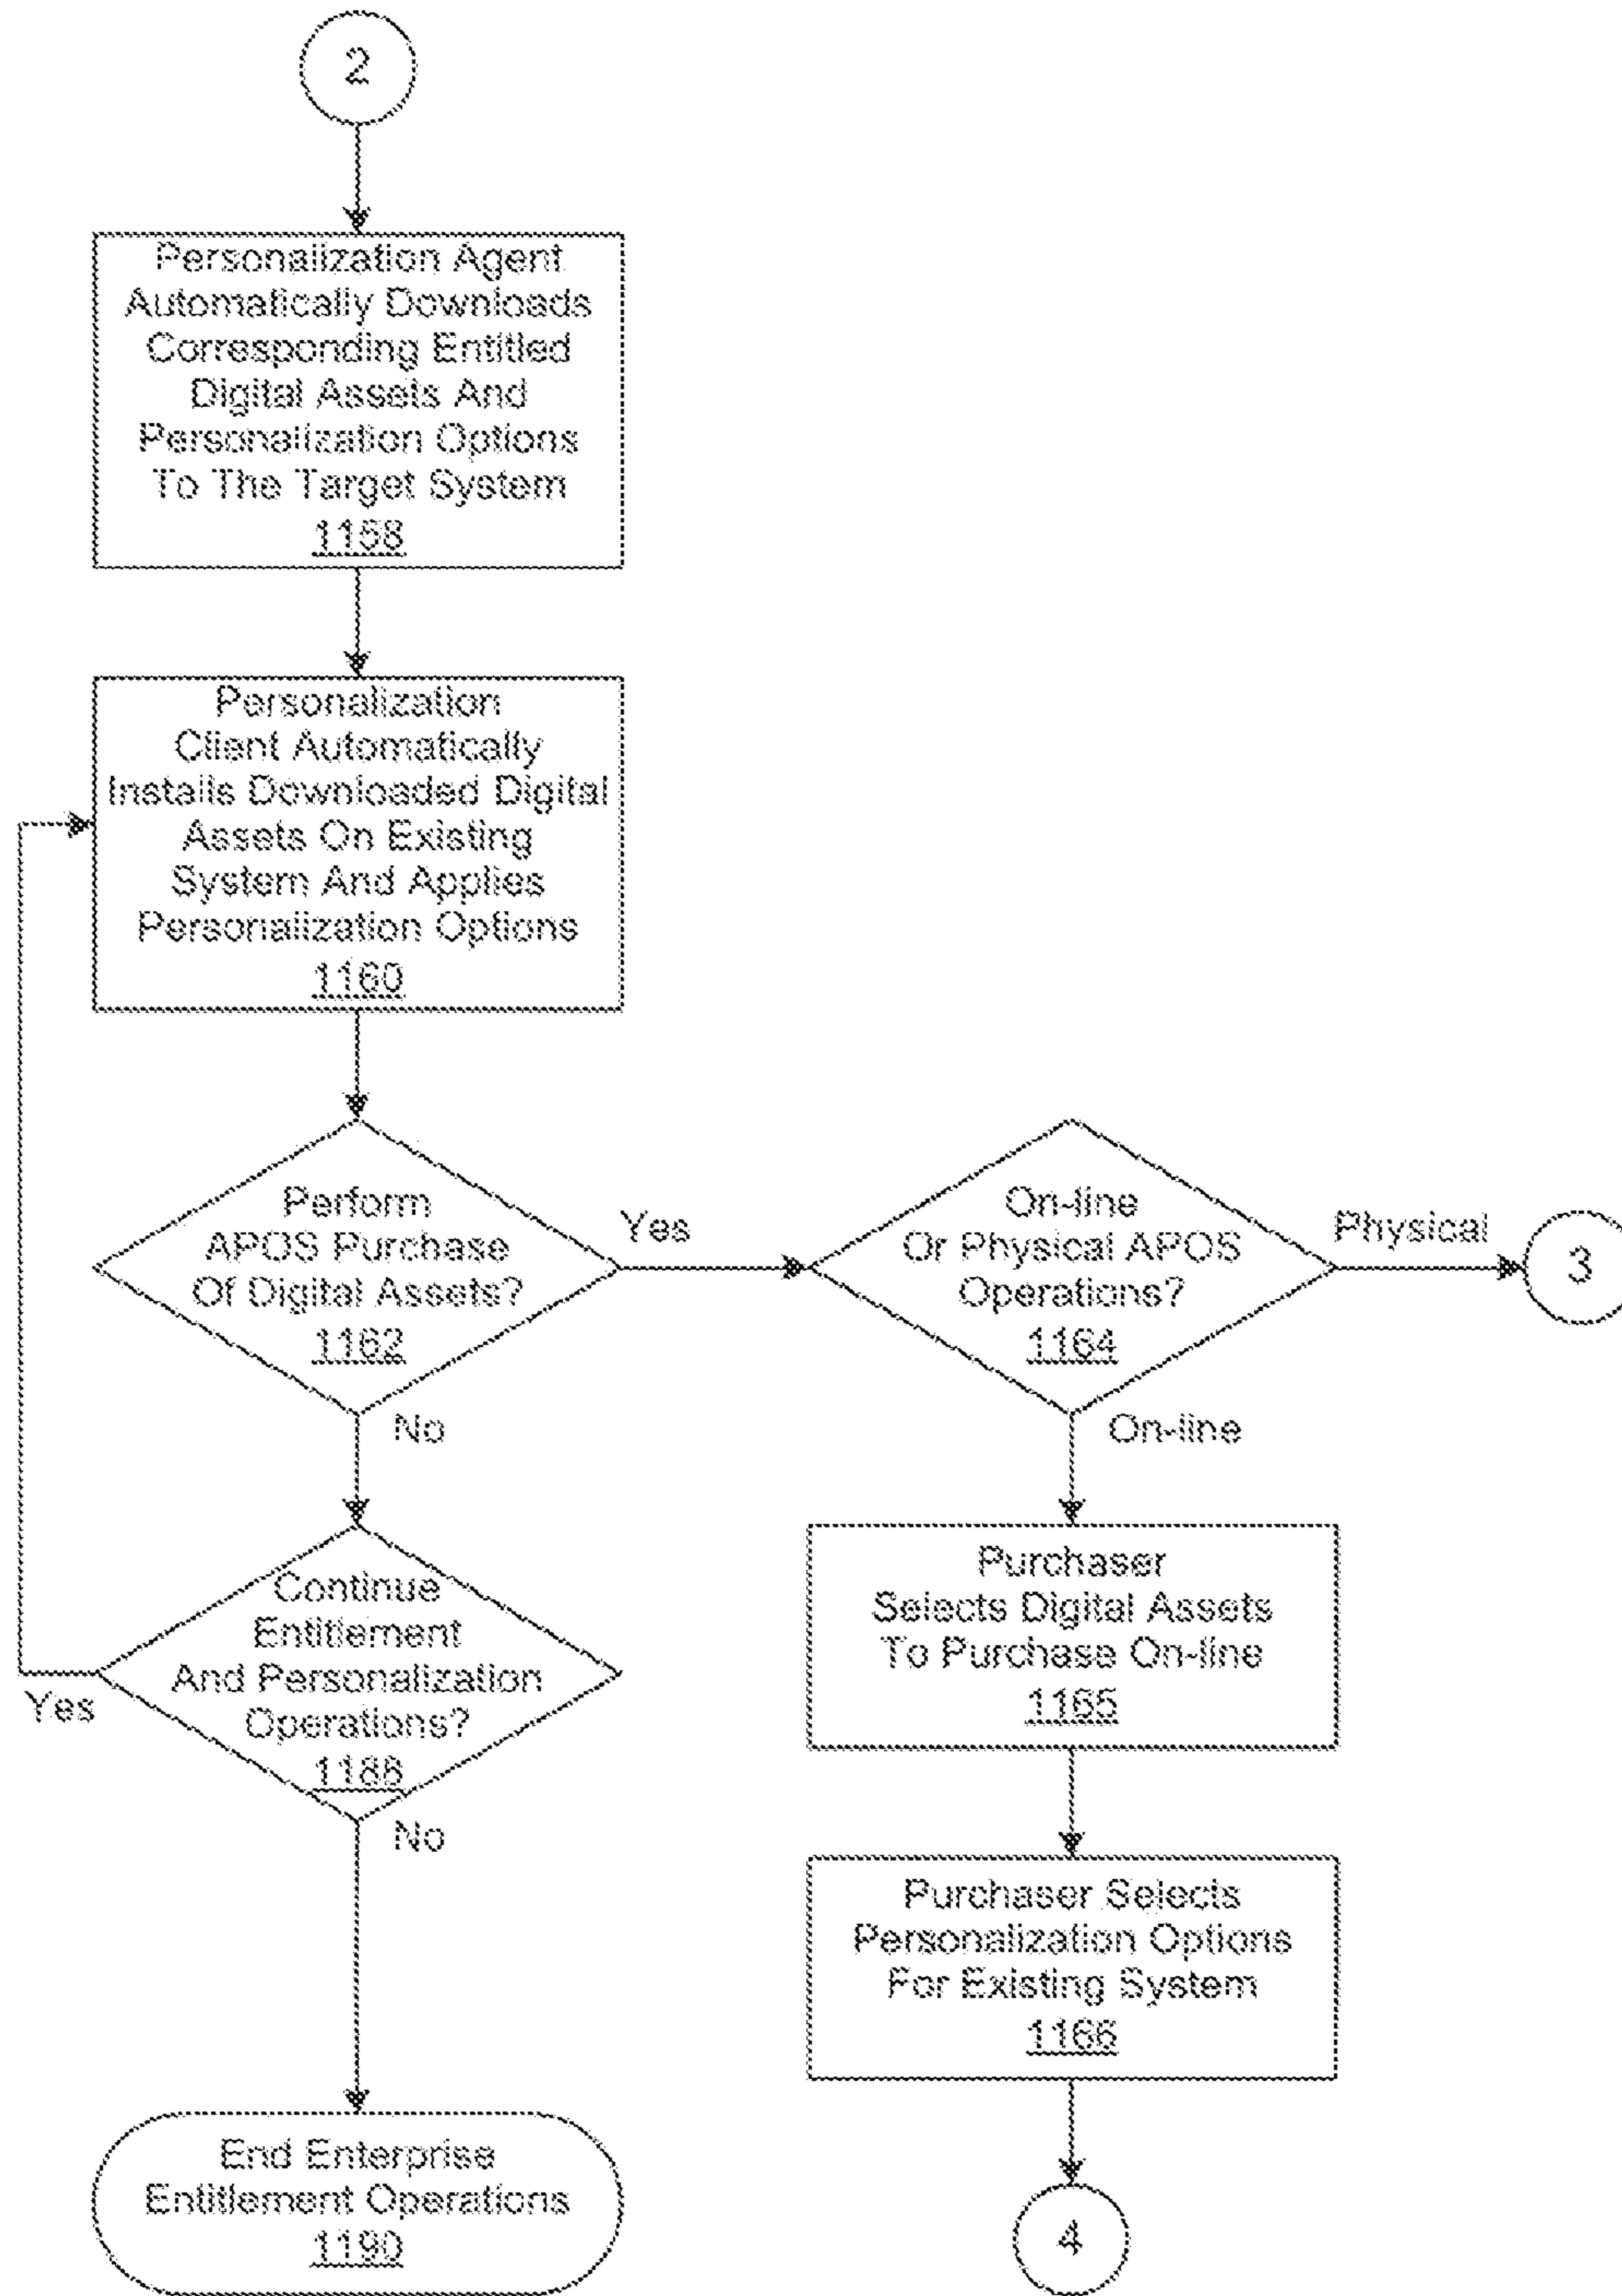 2
Personalization Agent
Automatically Downloads
Corresponding Entitled
Digital Assets And
Personalization Options
To The Target System
1158
Personalization
Client Automatically
Installs Downloaded Digital
Assets On Existing
System And Applies
Personalization Options
1160
Perform
APOS Purchase
Of Digital Assets?
1162
Yes
No
On-line
Or Physical APOS
Operations?
1164
Physical
3
On-line
Continue
Entitlement
And Personalization
Operations?
1188
Yes
No
Purchaser
Selects Digital Assets
To Purchase On-line
1165
Purchaser Selects
Personalization Options
For Existing System
1166
End Enterprise
Entitlement Operations
1190
4